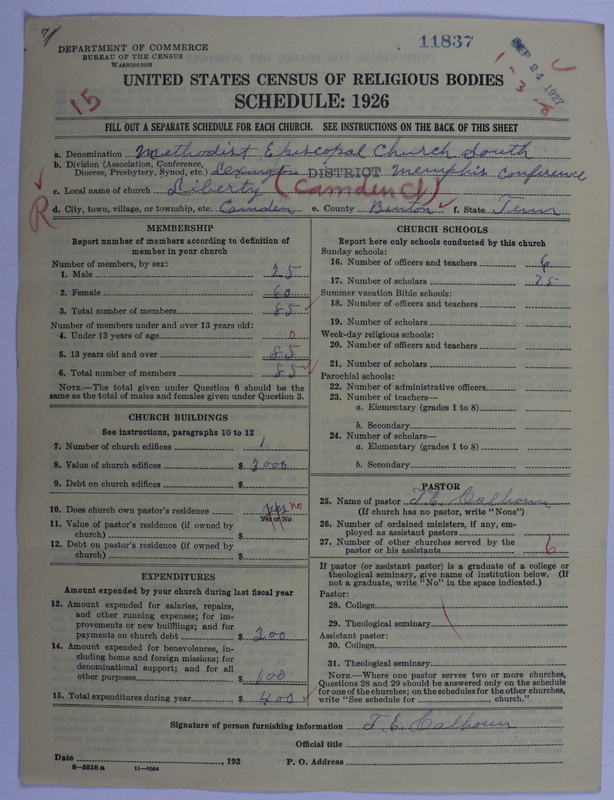 7/
11837
SEP 24 1927
DEPARTMENT OF COMMERCE
BUREAU OF THE CENSUS
WASHINGTON
1-3-8
15
UNITED STATES CENSUS OF RELIGIOUS BODIES
SCHEDULE: 1926
FILL OUT A SEPARATE SCHEDULE FOR EACH CHURCH. SEE INSTRUCTIONS ON THE BACK OF THIS SHEET
a. Denomination Methodist Episcopal Church South
b. Division (Association, Conference, Diocese, Presbytery, Synod, etc.) Lexington DISTRICT Memphis Conference
c. Local name of church Liberty (Camden Ct)
R
d. City, town, village, or township, etc. Camden e. County Benton f. State Tenn
MEMBERSHIP
Report number of members according to definition of
member in your church
Number of members, by sex:
1. Male 25
2. Female 60
3. Total number of members 85
Number of members under and over 13 years old:
4. Under 13 years of age 0
5. 13 years old and over 85
6. Total number of members 85
NOTE.—The total given under Question 6 should be the
same as the total of males and females given under Question 3.
CHURCH BUILDINGS
See instructions, paragraphs 10 to 12
7. Number of church edifices 1
8. Value of church edifices $ 3000
9. Debt on church edifices $
10. Does church own pastor's residence yes no
Yes or No
11. Value of pastor's residence (if owned by
church) $
12. Debt on pastor's residence (if owned by
church) $
EXPENDITURES
Amount expended by your church during last fiscal year
13. Amount expended for salaries, repairs,
and other running expenses; for im-
provements or new buildings; and for
payments on church debt $ 300
14. Amount expended for benevolences, in-
cluding home and foreign missions; for
denominational support; and for all
other purposes $ 100
15. Total expenditures during year $ 400
CHURCH SCHOOLS
Report here only schools conducted by this church
Sunday schools:
16. Number of officers and teachers 6
17. Number of scholars 75
Summer vacation Bible schools:
18. Number of officers and teachers
19. Number of scholars
Week-day religious schools:
20. Number of officers and teachers
21. Number of scholars
Parochial schools:
22. Number of administrative officers
23. Number of teachers—
a. Elementary (grades 1 to 8)
b. Secondary
24. Number of scholars—
a. Elementary (grades 1 to 8)
b. Secondary
PASTOR
25. Name of pastor T. E. Calhoun
(If church has no pastor, write "None")
26. Number of ordained ministers, if any, em-
ployed as assistant pastors
27. Number of other churches served by the
pastor or his assistants 6
If pastor (or assistant pastor) is a graduate of a college or
theological seminary, give name of institution below. (If
not a graduate, write "No" in the space indicated.)
Pastor:
28. College
29. Theological seminary
Assistant pastor:
30. College
31. Theological seminary
NOTE.—Where one pastor serves two or more churches,
Questions 28 and 29 should be answered only on the schedule
for one of the churches; on the schedules for the other churches,
write "See schedule for church."
Signature of person furnishing information T. E. Calhoun
Official title
Date , 192 P. O. Address
8—5518 a 11—4064